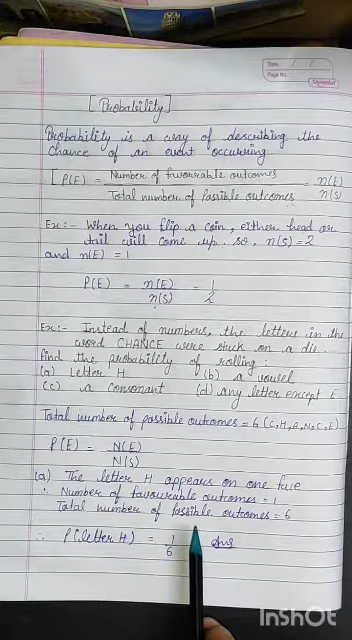 Date / /
Page No.
[Probability]
Probability is a way of describing the
chance of an event occurring
[P(E) = Number of favourable outcomes / Total number of Possible outcomes = n(E) / n(S)
Ex:- When you flip a coin, either head or
tail will come up. so, n(S) = 2
and n(E) = 1
P(E) = n(E) / n(S) = 1 / 2
Ex:- Instead of numbers, the letters in the
word CHANCE were stuck on a die.
find the probability of rolling:
(a) Letter H (b) a vowel
(c) a consonant (d) any letter except E
Total number of possible outcomes = 6 (C,H,A,N,C,E)
P(E) = N(E) / N(S)
(a) The letter H appears on one face
∴ Number of favourable outcomes = 1
Total number of possible outcomes = 6
∴ P(letter H) = 1 / 6 Ans
InShOt